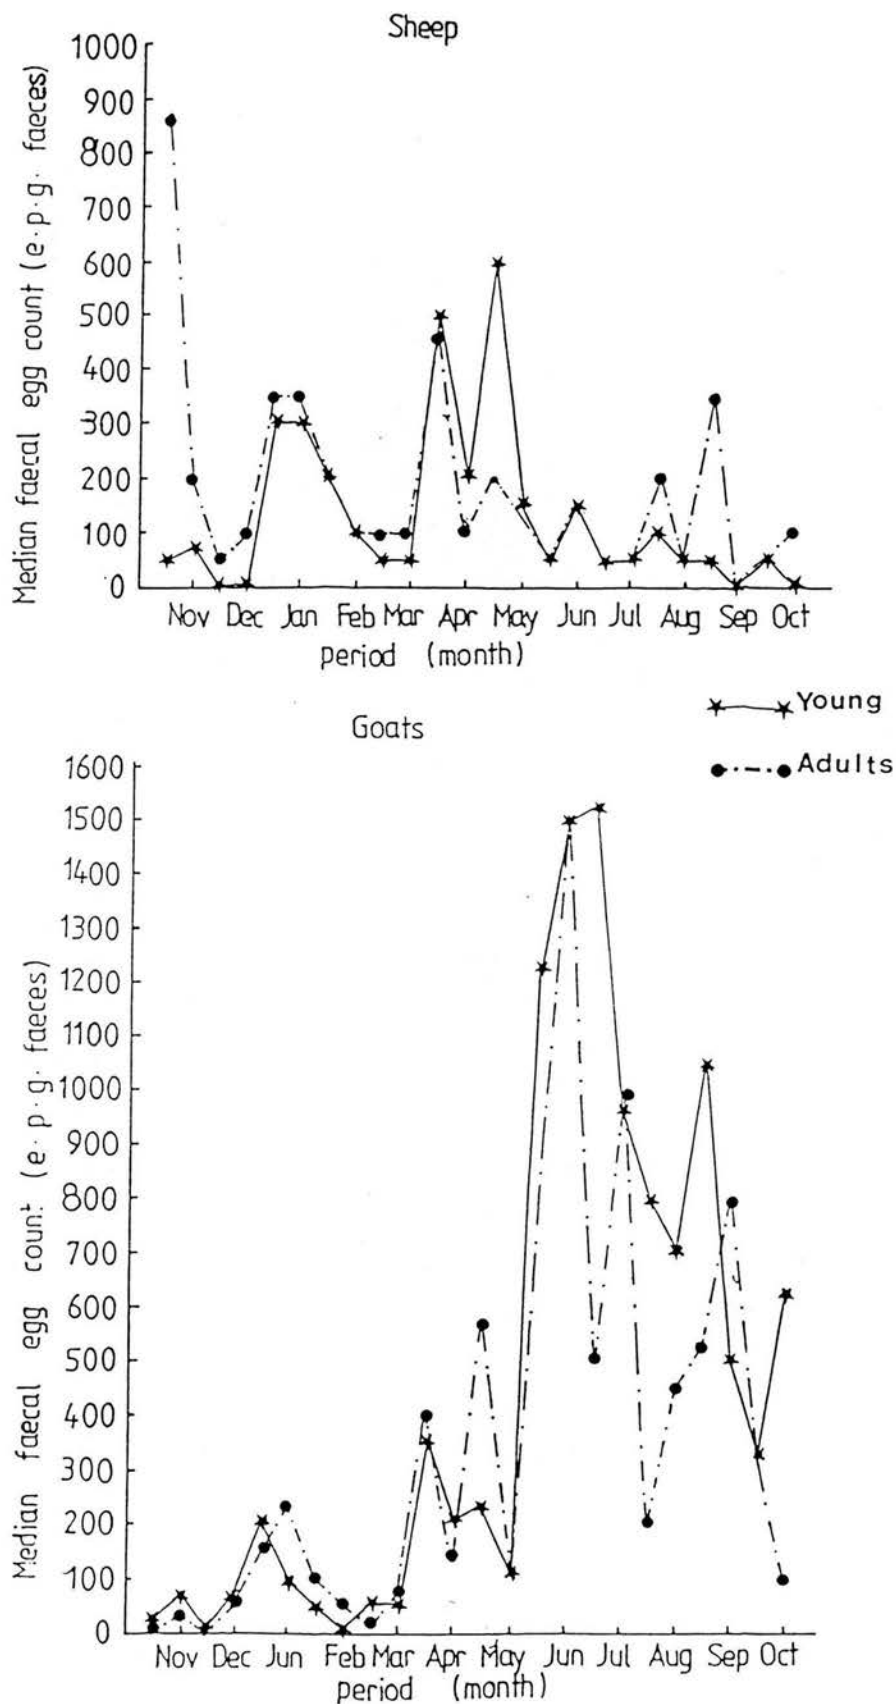 Sheep
Median faecal egg count (e·p·g· faeces)
1000
900
800
700
600
500
400
300
200
100
0
Nov Dec Jan Feb Mar Apr May Jun Jul Aug Sep Oct
period (month)
Young
Adults
Goats
Median faecal egg count (e·p·g· faeces)
1600
1500
1400
1300
1200
1100
1000
900
800
700
600
500
400
300
200
100
0
Nov Dec Jun Feb Mar Apr May Jun Jul Aug Sep Oct
period (month)